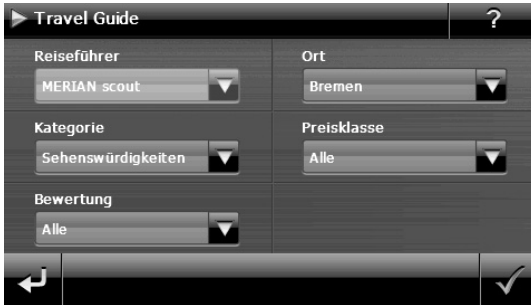 Travel Guide ?
Reiseführer
MERIAN scout
Ort
Bremen
Kategorie
Sehenswürdigkeiten
Preisklasse
Alle
Bewertung
Alle